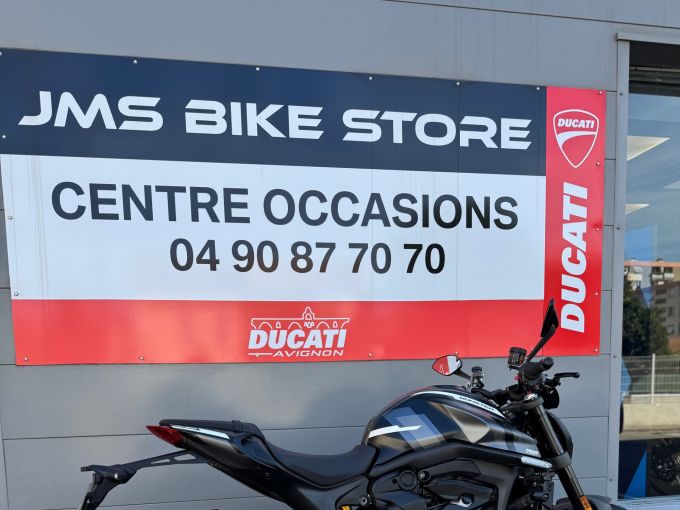 JMS BIKE STORE
CENTRE OCCASIONS
04 90 87 70 70
DUCATI
AVIGNON
DUCATI
DUCATI